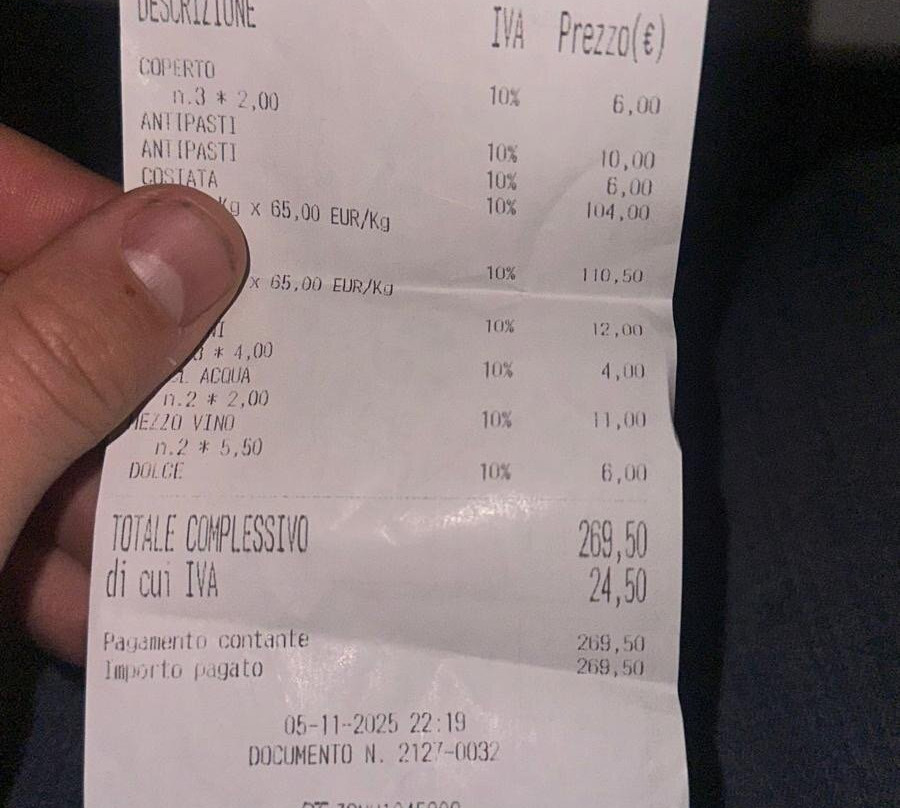 DESCRIZIONE IVA Prezzo(€)
COPERTO
n.3 * 2,00 10% 6,00
ANTIPASTI
ANTIPASTI 10% 10,00
COSTATA 10% 6,00
Kg x 65,00 EUR/Kg 10% 104,00
10% 110,50
x 65,00 EUR/Kg
10% 12,00
3 * 4,00
ACQUA 10% 4,00
n.2 * 2,00
MEZZO VINO 10% 11,00
n.2 * 5,50
DOLCE 10% 6,00
TOTALE COMPLESSIVO 269,50
di cui IVA 24,50
Pagamento contante 269,50
Importo pagato 269,50
05-11-2025 22:19
DOCUMENTO N. 2127-0032